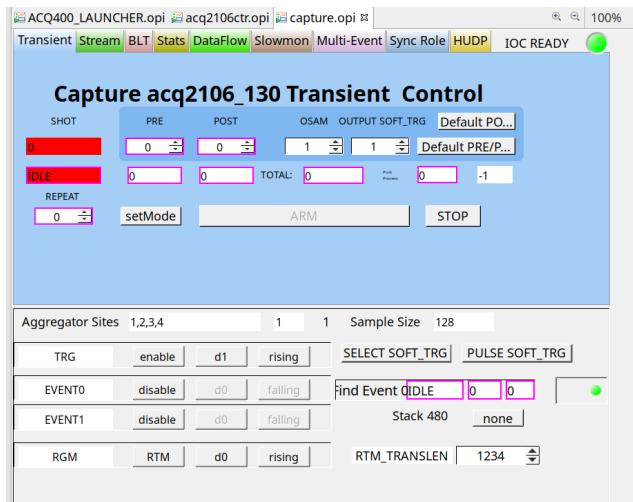 ACQ400_LAUNCHER.opi acq2106ctr.opi capture.opi 100%
Transient Stream BLT Stats DataFlow Slowmon Multi-Event Sync Role HUDP IOC READY
Capture acq2106_130 Transient Control
SHOT PRE POST OSAM OUTPUT SOFT_TRG Default PO...
0 0 0 1 1 Default PRE/P...
IDLE 0 0 TOTAL: 0 Post Process 0 -1
REPEAT
0 setMode ARM STOP
Aggregator Sites 1,2,3,4 1 1 Sample Size 128
TRG enable d1 rising SELECT SOFT_TRG PULSE SOFT_TRG
EVENT0 disable d0 falling Find Event 0 IDLE 0 0
EVENT1 disable d0 falling Stack 480 none
RGM RTM d0 rising RTM_TRANSLEN 1234